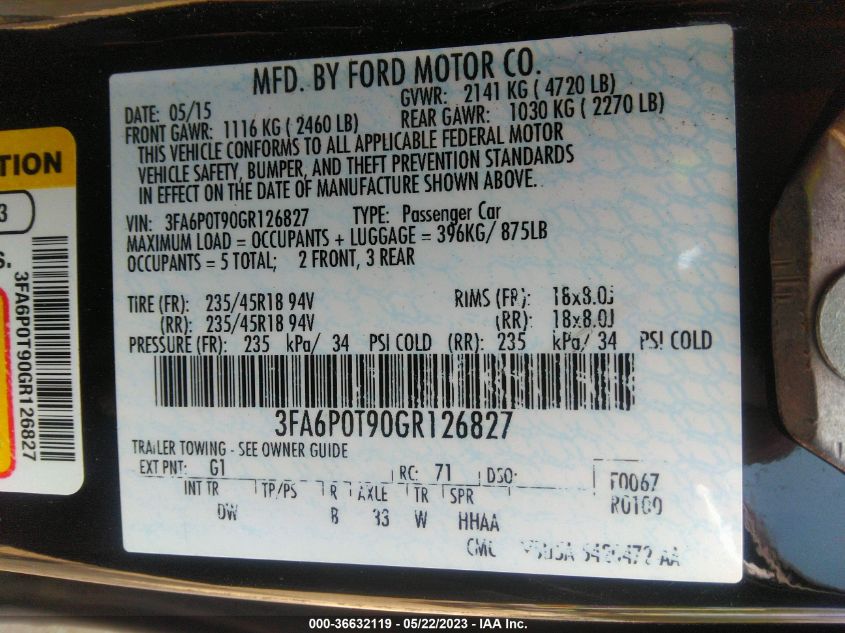 MFD. BY FORD MOTOR CO.
DATE: 05/15 GVWR: 2141 KG ( 4720 LB)
FRONT GAWR: 1116 KG ( 2460 LB) REAR GAWR: 1030 KG ( 2270 LB)
THIS VEHICLE CONFORMS TO ALL APPLICABLE FEDERAL MOTOR
VEHICLE SAFETY, BUMPER, AND THEFT PREVENTION STANDARDS
IN EFFECT ON THE DATE OF MANUFACTURE SHOWN ABOVE.
VIN: 3FA6P0T90GR126827 TYPE: Passenger Car
MAXIMUM LOAD = OCCUPANTS + LUGGAGE = 396KG/ 875LB
OCCUPANTS = 5 TOTAL; 2 FRONT, 3 REAR
TIRE (FR): 235/45R18 94V RIMS (FR): 18x8.0J
(RR): 235/45R18 94V (RR): 18x8.0J
PRESSURE (FR): 235 kPa/ 34 PSI COLD (RR): 235 kPa/ 34 PSI COLD
3FA6P0T90GR126827
TRAILER TOWING - SEE OWNER GUIDE
EXT PNT: G1 RC: 71 DSO: F0067
INT TR TP/PS R AXLE TR SPR R0100
DW B 33 W HHAA
CMC
TION
3
S.
3FA6P0T90GR126827
000-36632119 - 05/22/2023 - IAA Inc.